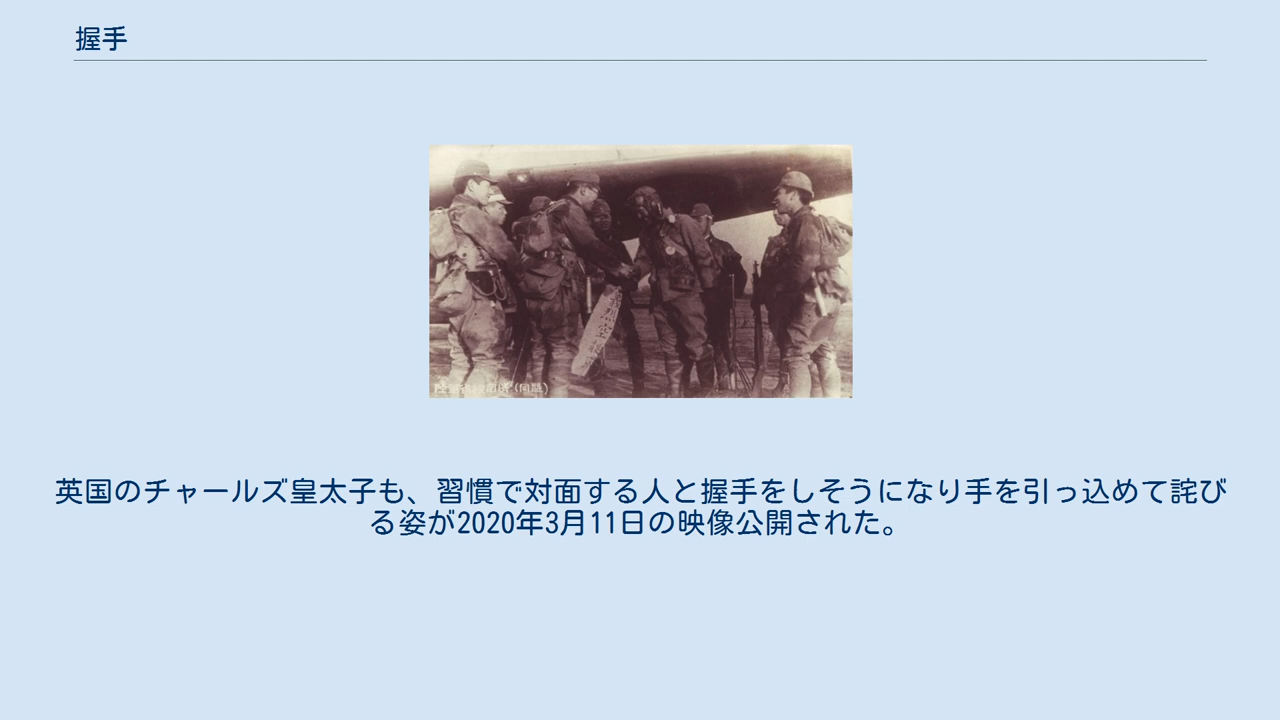 握手
英国のチャールズ皇太子も、習慣で対面する人と握手をしそうになり手を引っ込めて詫び
る姿が2020年3月11日の映像公開された。